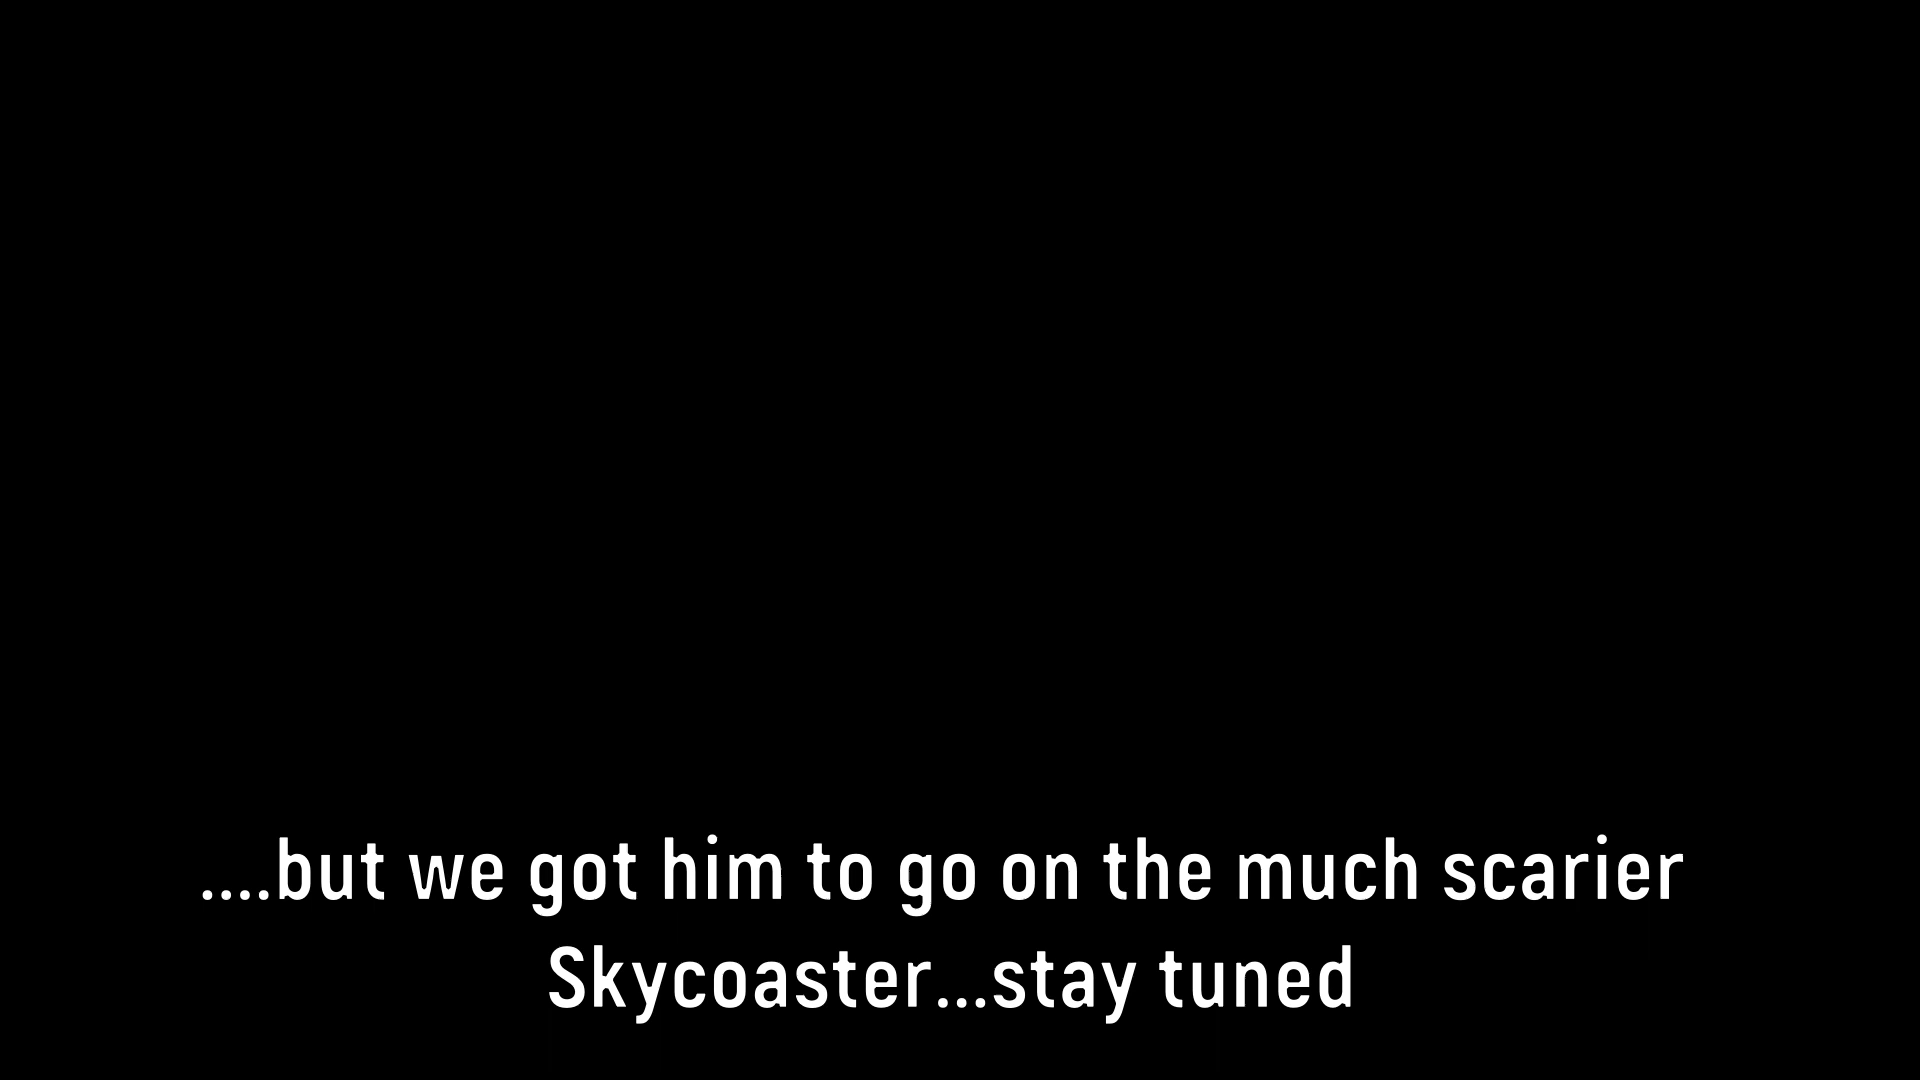 ....but we got him to go on the much scarier
Skycoaster...stay tuned